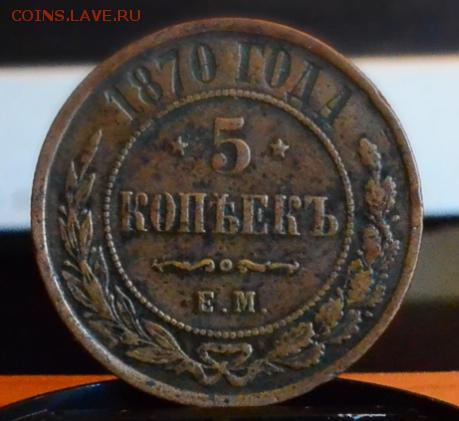 COINS.LAVE.RU
1870 ГОДА
5
КОПѢЕКЪ
Е.М.